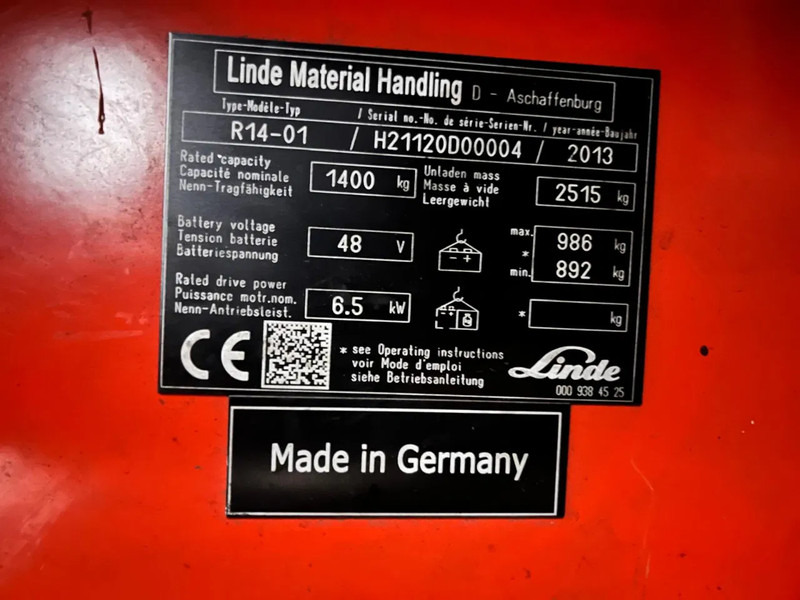 Linde Material Handling D - Aschaffenburg
Type-Modèle-Typ / Serial no.-No. de série-Serien-Nr. / year-année-Baujahr
R14-01 / H21120D00004 / 2013
Rated capacity
Capacité nominale
Nenn-Tragfähigkeit
1400 kg
Unladen mass
Masse à vide
Leergewicht
2515 kg
Battery voltage
Tension batterie
Batteriespannung
48 V
max. 986 kg
*
min. 892 kg
Rated drive power
Puissance motr.nom.
Nenn-Antriebsleist.
6.5 kW
* kg
CE
* see Operating instructions
voir Mode d'emploi
siehe Betriebsanleitung
Linde
000 938 45 25
Made in Germany